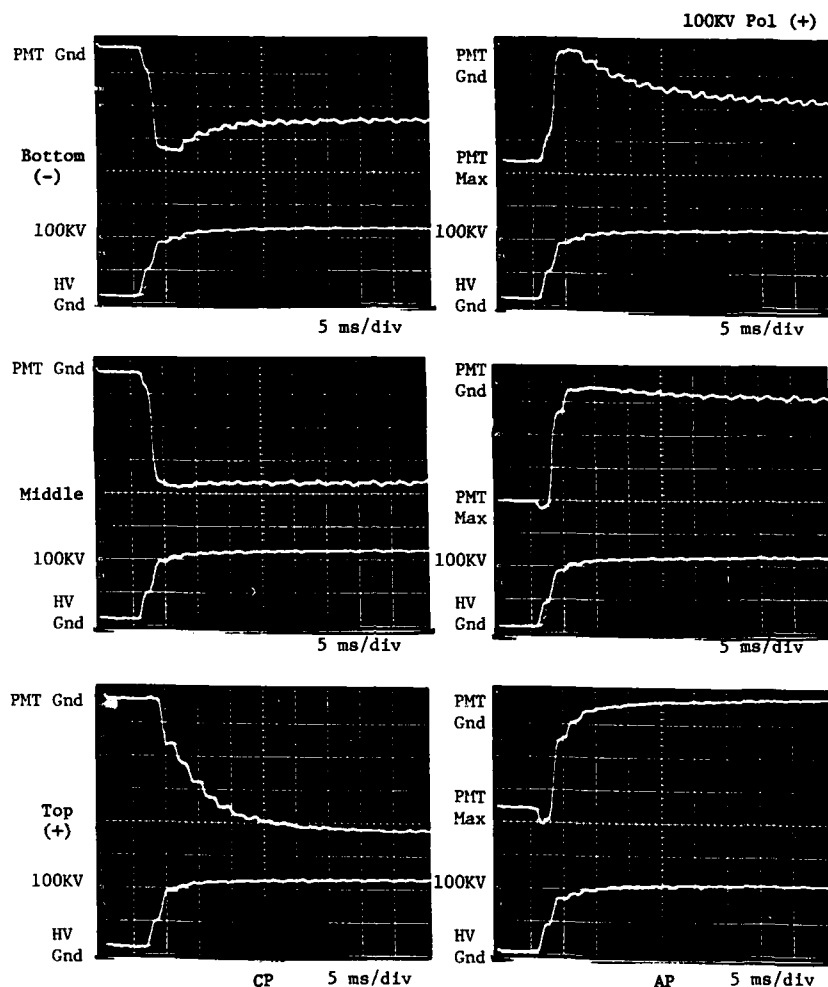 100KV Pol (+)
PMT Gnd
Bottom
(-)
100KV
HV
Gnd
5 ms/div
PMT
Gnd
PMT
Max
100KV
HV
Gnd
5 ms/div
PMT Gnd
Middle
100KV
HV
Gnd
5 ms/div
PMT
Gnd
PMT
Max
100KV
HV
Gnd
5 ms/div
PMT Gnd
Top
(+)
100KV
HV
Gnd
CP
5 ms/div
PMT
Gnd
PMT
Max
100KV
HV
Gnd
AP
5 ms/div